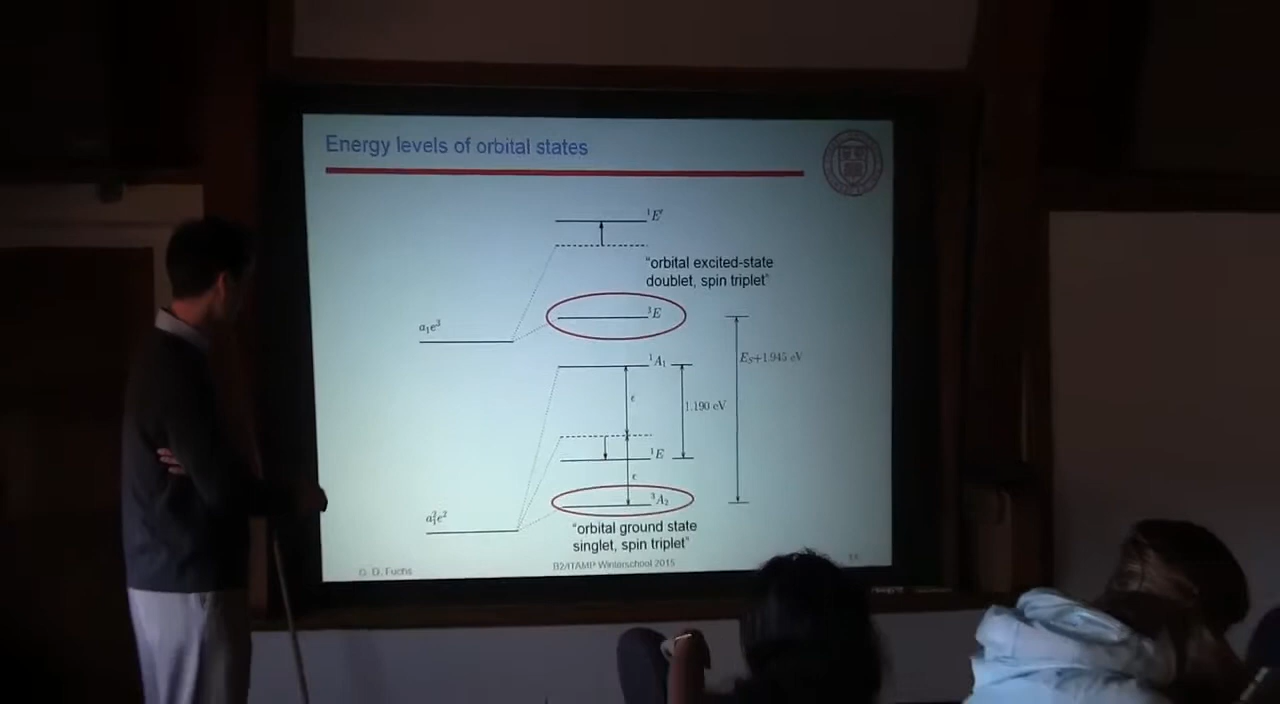 Energy levels of orbital states
¹E′
"orbital excited-state
doublet, spin triplet"
³E
a₁e³
¹A₁
E₃+1.945 eV
ϵ
1.190 eV
¹E
ϵ
³A₂
a₁²e²
"orbital ground state
singlet, spin triplet"
G. D. Fuchs
B2/ITAMP Winterschool 2015